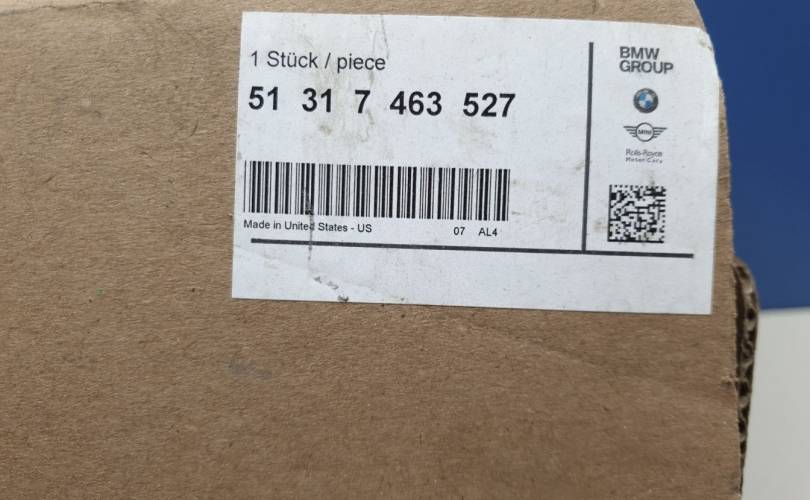 1 Stück / piece
51 31 7 463 527
Made in United States - US 07 AL4
BMW
GROUP
MINI
Rolls-Royce
Motor Cars